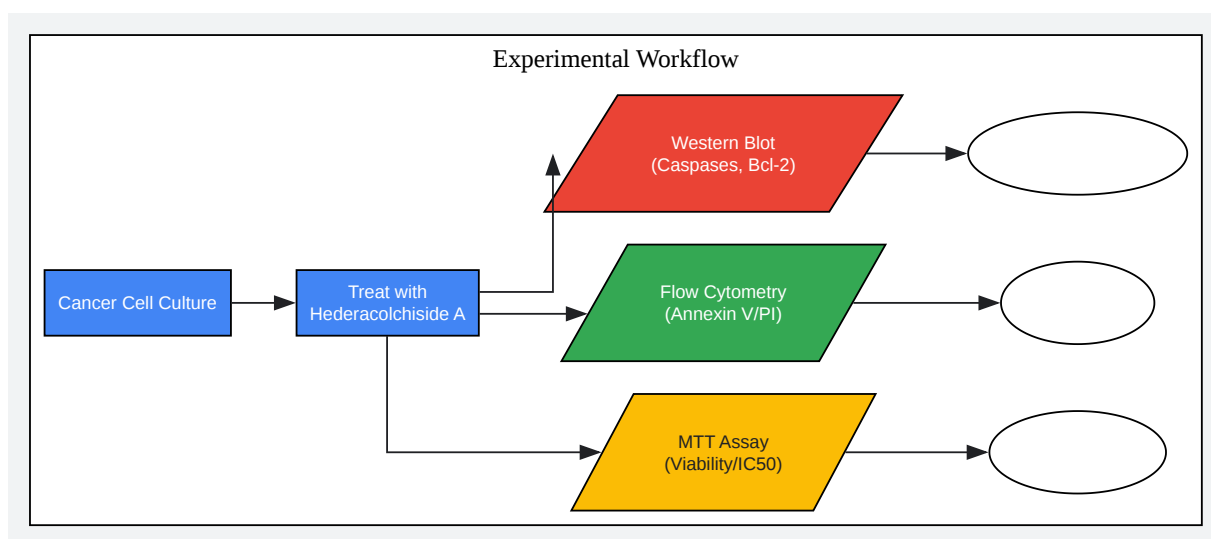 Experimental Workflow
Western Blot
(Caspases, Bcl-2)
Cancer Cell Culture
Treat with
Hederacolchiside A
Flow Cytometry
(Annexin V/PI)
MTT Assay
(Viability/IC50)